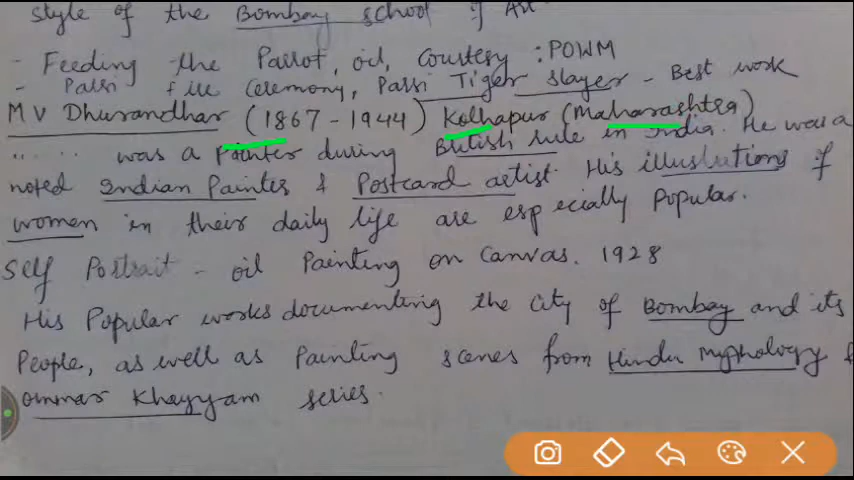 style of the Bombay school of Art
- Feeding the Parrot, oil, Courtesy : POWM
- Parsi fire Ceremony, Parsi Tiger slayer - Best work
M V Dhurandhar (1867 - 1944) Kolhapur (Maharashtra)
" ..... was a Painter during British rule in India. He was a
noted Indian Painter & Postcard artist. His illustrations of
women in their daily life are esp ecially Popular.
Self Portrait - oil Painting on Canvas. 1928
His Popular works documenting the City of Bombay and its
People, as well as Painting scenes from Hindu Mythology &
ommar Khayyam series.